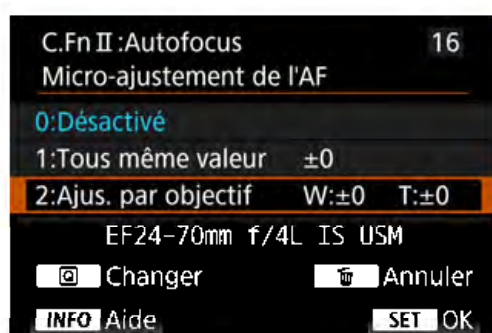 C.Fn II :Autofocus 16
Micro-ajustement de l'AF
0:Désactivé
1:Tous même valeur ±0
2:Ajus. par objectif W:±0 T:±0
EF24-70mm f/4L IS USM
Q Changer Annuler
INFO Aide SET OK